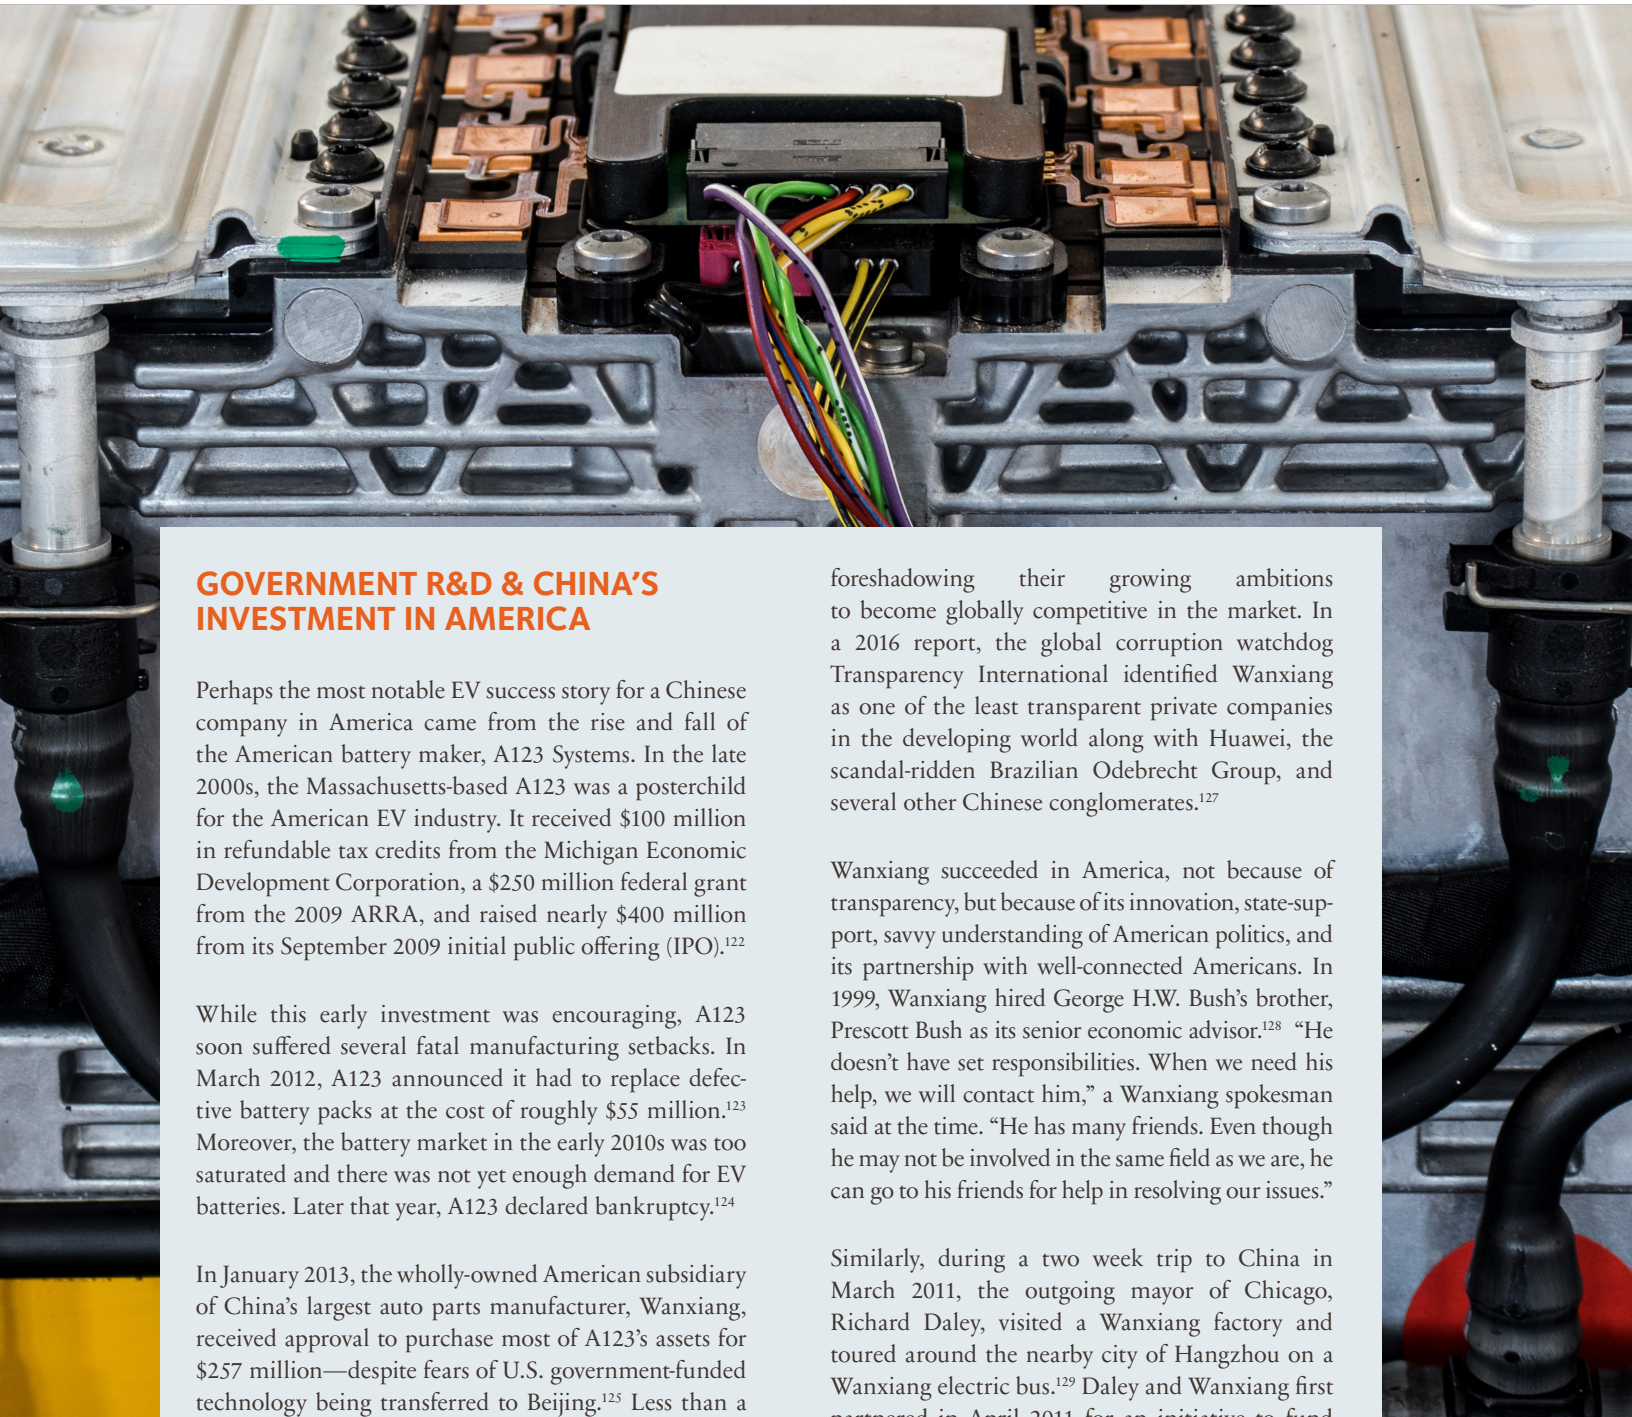 GOVERNMENT R&D & CHINA'S
INVESTMENT IN AMERICA
Perhaps the most notable EV success story for a Chinese
company in America came from the rise and fall of
the American battery maker, A123 Systems. In the late
2000s, the Massachusetts-based A123 was a posterchild
for the American EV industry. It received $100 million
in refundable tax credits from the Michigan Economic
Development Corporation, a $250 million federal grant
from the 2009 ARRA, and raised nearly $400 million
from its September 2009 initial public offering (IPO).122
While this early investment was encouraging, A123
soon suffered several fatal manufacturing setbacks. In
March 2012, A123 announced it had to replace defec-
tive battery packs at the cost of roughly $55 million.123
Moreover, the battery market in the early 2010s was too
saturated and there was not yet enough demand for EV
batteries. Later that year, A123 declared bankruptcy.124
In January 2013, the wholly-owned American subsidiary
of China's largest auto parts manufacturer, Wanxiang,
received approval to purchase most of A123's assets for
$257 million—despite fears of U.S. government-funded
technology being transferred to Beijing.125 Less than a
foreshadowing their growing ambitions
to become globally competitive in the market. In
a 2016 report, the global corruption watchdog
Transparency International identified Wanxiang
as one of the least transparent private companies
in the developing world along with Huawei, the
scandal-ridden Brazilian Odebrecht Group, and
several other Chinese conglomerates.127
Wanxiang succeeded in America, not because of
transparency, but because of its innovation, state-sup-
port, savvy understanding of American politics, and
its partnership with well-connected Americans. In
1999, Wanxiang hired George H.W. Bush's brother,
Prescott Bush as its senior economic advisor.128 “He
doesn't have set responsibilities. When we need his
help, we will contact him,” a Wanxiang spokesman
said at the time. “He has many friends. Even though
he may not be involved in the same field as we are, he
can go to his friends for help in resolving our issues.”
Similarly, during a two week trip to China in
March 2011, the outgoing mayor of Chicago,
Richard Daley, visited a Wanxiang factory and
toured around the nearby city of Hangzhou on a
Wanxiang electric bus.129 Daley and Wanxiang first
partnered in April 2011 for an initiative to fund